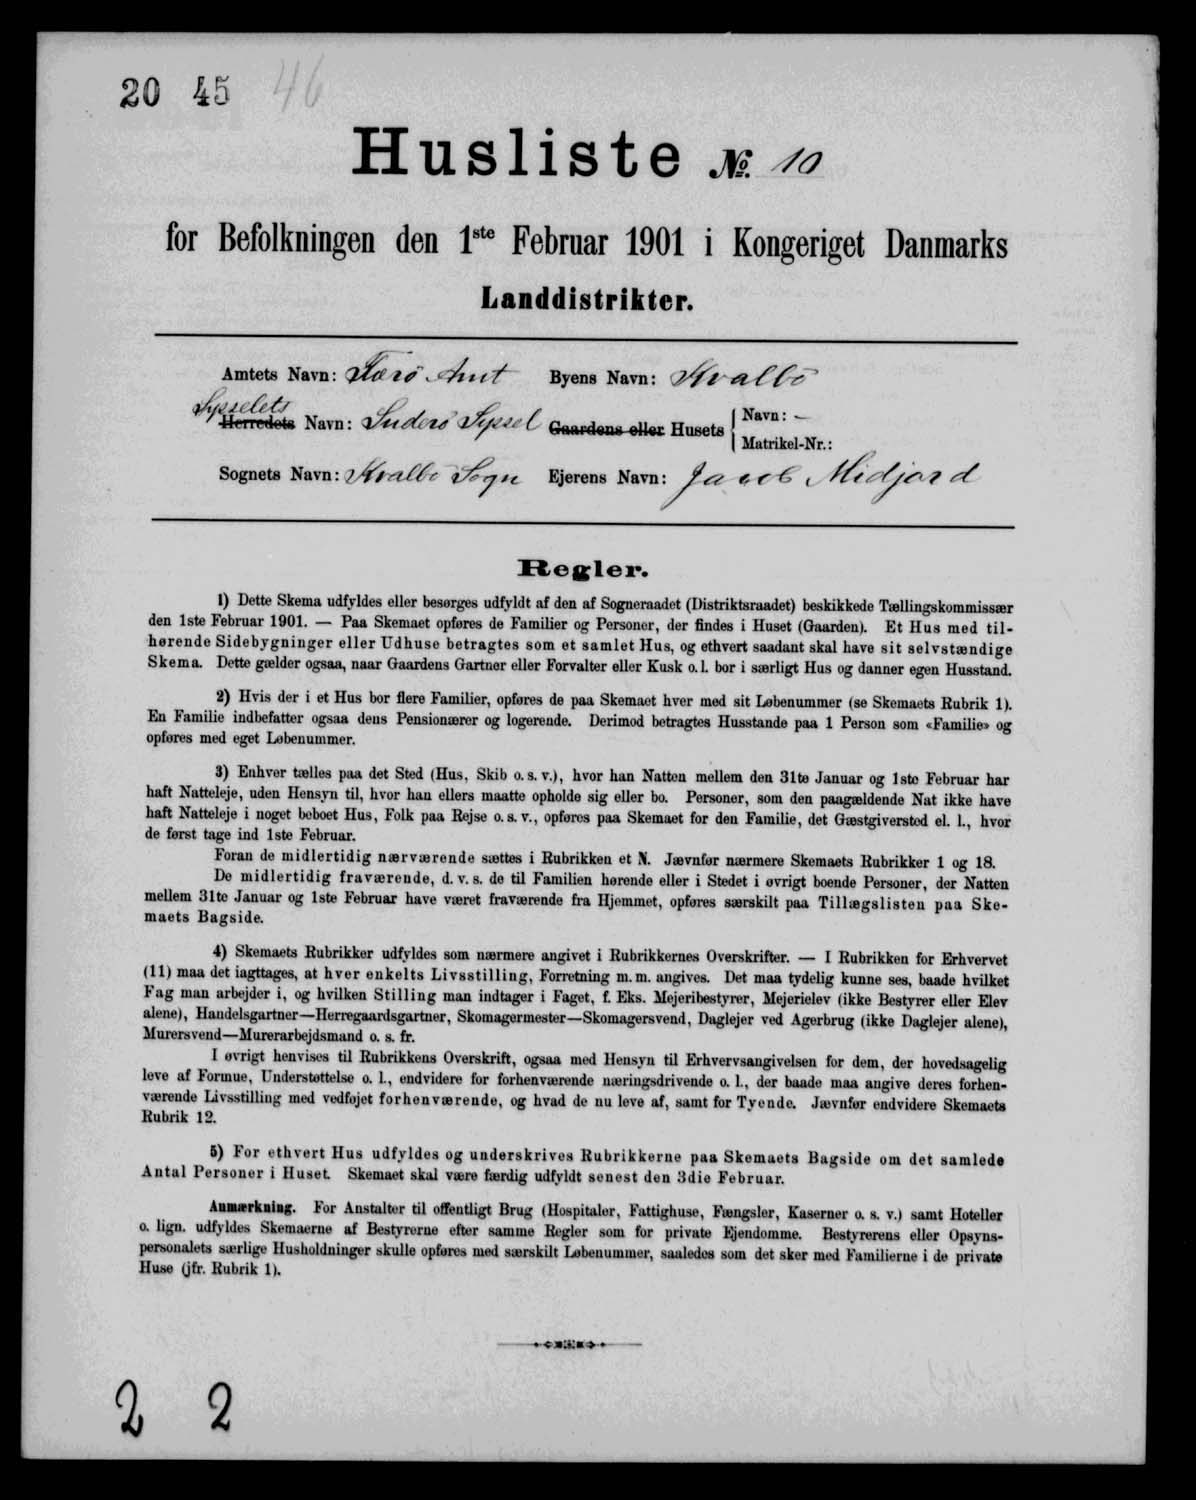 20 45 46
Husliste No. 10
for Befolkningen den 1ste Februar 1901 i Kongeriget Danmarks
Landdistrikter.
Amtets Navn: Færö Amt Byens Navn: Kvalbö
Sysselets
Herredets Navn: Suderö Syssel Gaardens eller Husets Navn: —
Matrikel-Nr.:
Sognets Navn: Kvalbö Sogn Ejerens Navn: Jacob Midjord
Regler.
1) Dette Skema udfyldes eller besørges udfyldt af den af Sogneraadet (Distriktsraadet) beskikkede Tællingskommissær
den 1ste Februar 1901. — Paa Skemaet opføres de Familier og Personer, der findes i Huset (Gaarden). Et Hus med til-
hørende Sidebygninger eller Udhuse betragtes som et samlet Hus, og ethvert saadant skal have sit selvstændige
Skema. Dette gælder ogsaa, naar Gaardens Gartner eller Forvalter eller Kusk o. l. bor i særligt Hus og danner egen Husstand.
2) Hvis der i et Hus bor flere Familier, opføres de paa Skemaet hver med sit Løbenummer (se Skemaets Rubrik 1).
En Familie indbefatter ogsaa dens Pensionærer og logerende. Derimod betragtes Husstande paa 1 Person som «Familie» og
opføres med eget Løbenummer.
3) Enhver tælles paa det Sted (Hus, Skib o. s. v.), hvor han Natten mellem den 31te Januar og 1ste Februar har
haft Natteleje, uden Hensyn til, hvor han ellers maatte opholde sig eller bo. Personer, som den paagældende Nat ikke have
haft Natteleje i noget beboet Hus, Folk paa Rejse o. s. v., opføres paa Skemaet for den Familie, det Gæstgiversted el. l., hvor
de først tage ind 1ste Februar.
Foran de midlertidig nærværende sættes i Rubrikken et N. Jævnfør nærmere Skemaets Rubrikker 1 og 18.
De midlertidig fraværende, d. v. s. de til Familien hørende eller i Stedet i øvrigt boende Personer, der Natten
mellem 31te Januar og 1ste Februar have været fraværende fra Hjemmet, opføres særskilt paa Tillægslisten paa Ske-
maets Bagside.
4) Skemaets Rubrikker udfyldes som nærmere angivet i Rubrikkernes Overskrifter. — I Rubrikken for Erhvervet
(11) maa det iagttages, at hver enkelts Livsstilling, Forretning m. m. angives. Det maa tydelig kunne ses, baade hvilket
Fag man arbejder i, og hvilken Stilling man indtager i Faget, f. Eks. Mejeribestyrer, Mejerielev (ikke Bestyrer eller Elev
alene), Handelsgartner—Herregaardsgartner, Skomagermester—Skomagersvend, Daglejer ved Agerbrug (ikke Daglejer alene),
Murersvend—Murerarbejdsmand o. s. fr.
I øvrigt henvises til Rubrikkens Overskrift, ogsaa med Hensyn til Erhvervsangivelsen for dem, der hovedsagelig
leve af Formue, Understøttelse o. l., endvidere for forhenværende næringsdrivende o. l., der baade maa angive deres forhen-
værende Livsstilling med vedføjet forhenværende, og hvad de nu leve af, samt for Tyende. Jævnfør endvidere Skemaets
Rubrik 12.
5) For ethvert Hus udfyldes og underskrives Rubrikkerne paa Skemaets Bagside om det samlede
Antal Personer i Huset. Skemaet skal være færdig udfyldt senest den 3die Februar.
Anmærkning. For Anstalter til offentligt Brug (Hospitaler, Fattighuse, Fængsler, Kaserner o. s. v.) samt Hoteller
o. lign. udfyldes Skemaerne af Bestyrerne efter samme Regler som for private Ejendomme. Bestyrerens eller Opsyns-
personalets særlige Husholdninger skulle opføres med særskilt Løbenummer, saaledes som det sker med Familierne i de private
Huse (jfr. Rubrik 1).
2 2